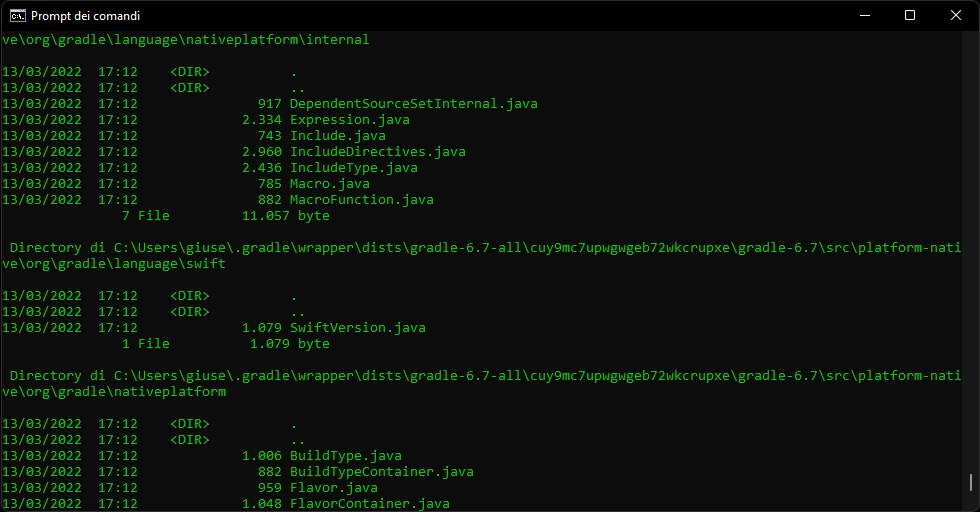 Prompt dei comandi
ve\org\gradle\language\nativeplatform\internal
13/03/2022  17:12    <DIR>          .
13/03/2022  17:12    <DIR>          ..
13/03/2022  17:12               917 DependentSourceSetInternal.java
13/03/2022  17:12             2.334 Expression.java
13/03/2022  17:12               743 Include.java
13/03/2022  17:12             2.960 IncludeDirectives.java
13/03/2022  17:12             2.436 IncludeType.java
13/03/2022  17:12               785 Macro.java
13/03/2022  17:12               882 MacroFunction.java
               7 File         11.057 byte
 Directory di C:\Users\giuse\.gradle\wrapper\dists\gradle-6.7-all\cuy9mc7upwgwgeb72wkcrupxe\gradle-6.7\src\platform-nati
ve\org\gradle\language\swift
13/03/2022  17:12    <DIR>          .
13/03/2022  17:12    <DIR>          ..
13/03/2022  17:12             1.079 SwiftVersion.java
               1 File          1.079 byte
 Directory di C:\Users\giuse\.gradle\wrapper\dists\gradle-6.7-all\cuy9mc7upwgwgeb72wkcrupxe\gradle-6.7\src\platform-nati
ve\org\gradle\nativeplatform
13/03/2022  17:12    <DIR>          .
13/03/2022  17:12    <DIR>          ..
13/03/2022  17:12             1.006 BuildType.java
13/03/2022  17:12               882 BuildTypeContainer.java
13/03/2022  17:12               959 Flavor.java
13/03/2022  17:12             1.048 FlavorContainer.java